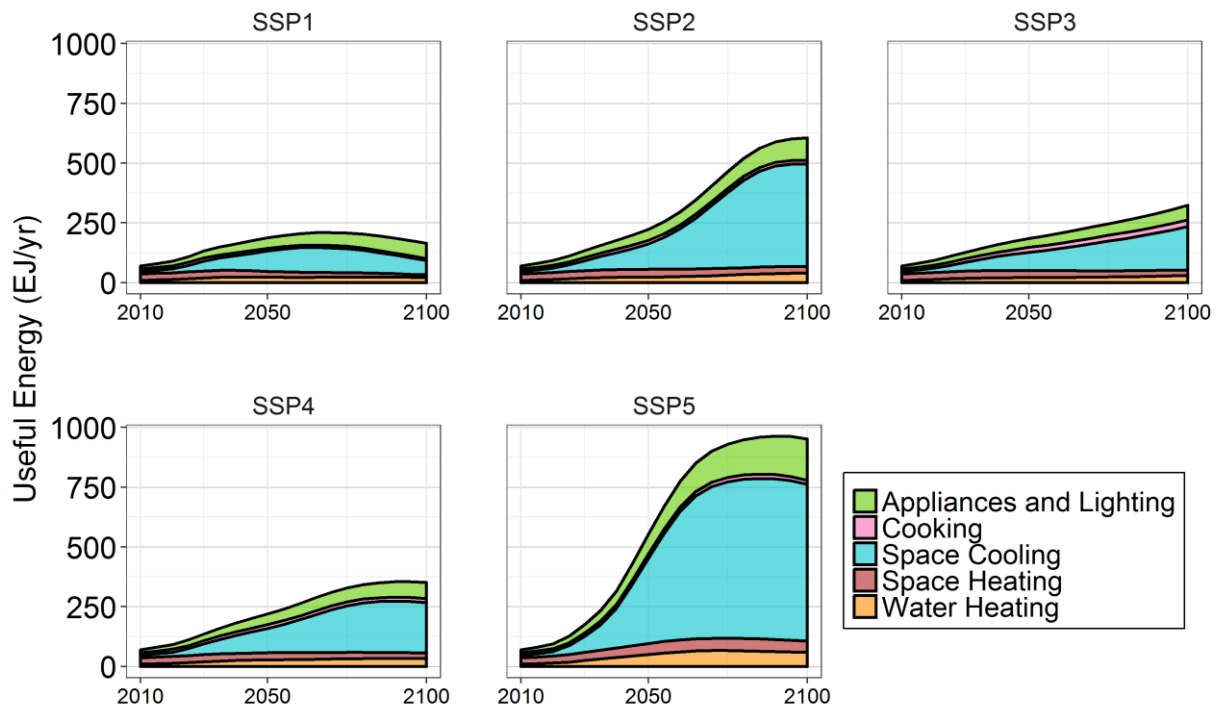 SSP1
SSP2
SSP3
1000
750
500
250
0
2010
2050
2100
2010
2050
2100
2010
2050
2100
Useful Energy (EJ/yr)
SSP4
SSP5
1000
750
500
250
0
2010
2050
2100
2010
2050
2100
Appliances and Lighting
Cooking
Space Cooling
Space Heating
Water Heating